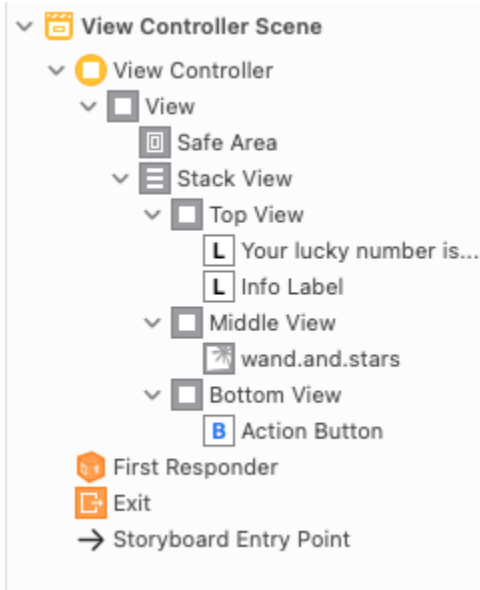 View Controller Scene
View Controller
View
Safe Area
Stack View
Top View
L Your lucky number is...
L Info Label
Middle View
wand.and.stars
Bottom View
B Action Button
First Responder
Exit
Storyboard Entry Point